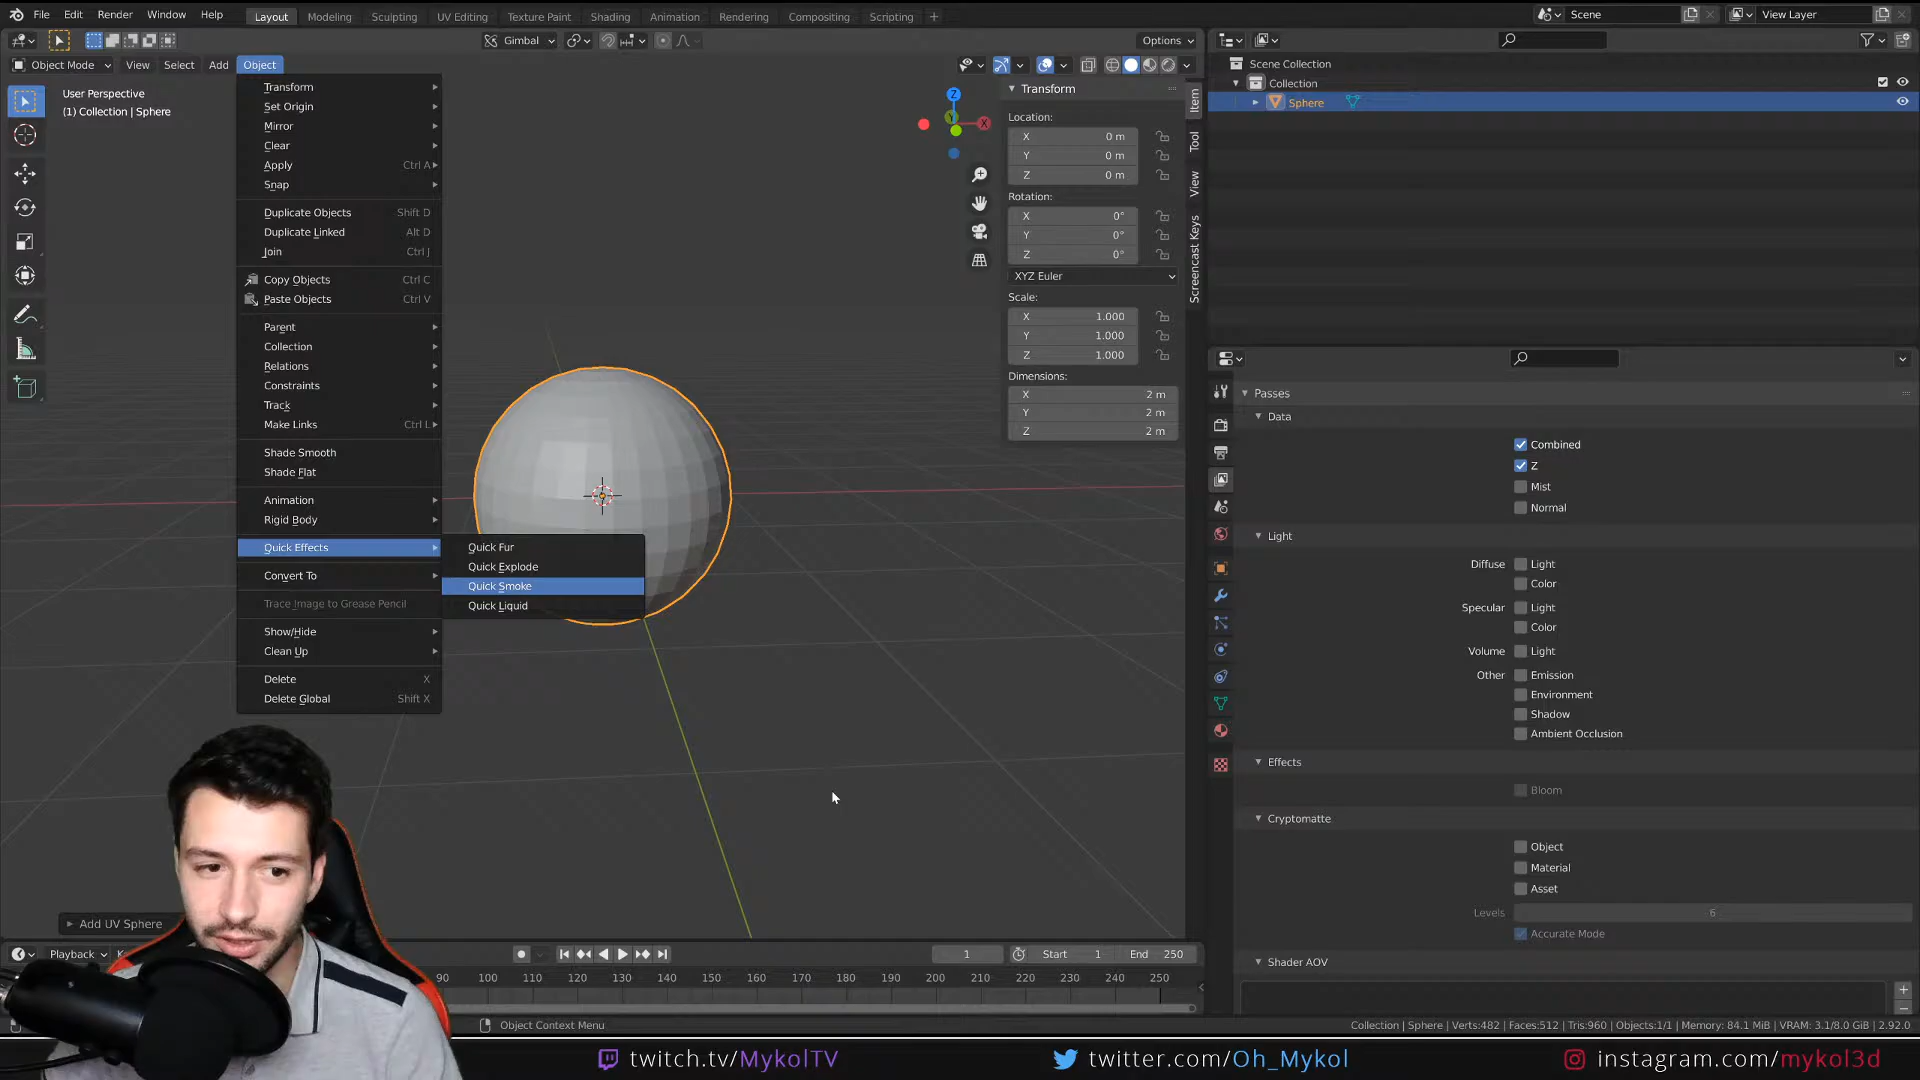 File Edit Render Window Help
Layout Modeling Sculpting UV Editing Texture Paint Shading Animation Rendering Compositing Scripting +
Scene
View Layer
Gimbal
Options
Object Mode View Select Add Object
User Perspective
(1) Collection | Sphere
Transform
Set Origin
Mirror
Clear
Apply Ctrl A
Snap
Duplicate Objects Shift D
Duplicate Linked Alt D
Join Ctrl J
Copy Objects Ctrl C
Paste Objects Ctrl V
Parent
Collection
Relations
Constraints
Track
Make Links Ctrl L
Shade Smooth
Shade Flat
Animation
Rigid Body
Quick Effects
Convert To
Trace Image to Grease Pencil
Show/Hide
Clean Up
Delete X
Delete Global Shift X
Quick Fur
Quick Explode
Quick Smoke
Quick Liquid
Z
Y
X
Transform
Location:
X 0 m
Y 0 m
Z 0 m
Rotation:
X 0°
Y 0°
Z 0°
XYZ Euler
Scale:
X 1.000
Y 1.000
Z 1.000
Dimensions:
X 2 m
Y 2 m
Z 2 m
Item
Tool
View
Screencast Keys
Scene Collection
Collection
Sphere
Passes
Data
Combined
Z
Mist
Normal
Light
Diffuse Light
Color
Specular Light
Color
Volume Light
Other Emission
Environment
Shadow
Ambient Occlusion
Effects
Bloom
Cryptomatte
Object
Material
Asset
Levels 6
Accurate Mode
Shader AOV
Add UV Sphere
Playback
1 Start 1 End 250
90 100 110 120 130 140 150 160 170 180 190 200 210 220 230 240 250
Object Context Menu
Collection | Sphere | Verts:482 | Faces:512 | Tris:960 | Objects:1/1 | Memory: 84.1 MiB | VRAM: 3.1/8.0 GiB | 2.92.0
twitch.tv/MykolTV
twitter.com/Oh_Mykol
instagram.com/mykol3d